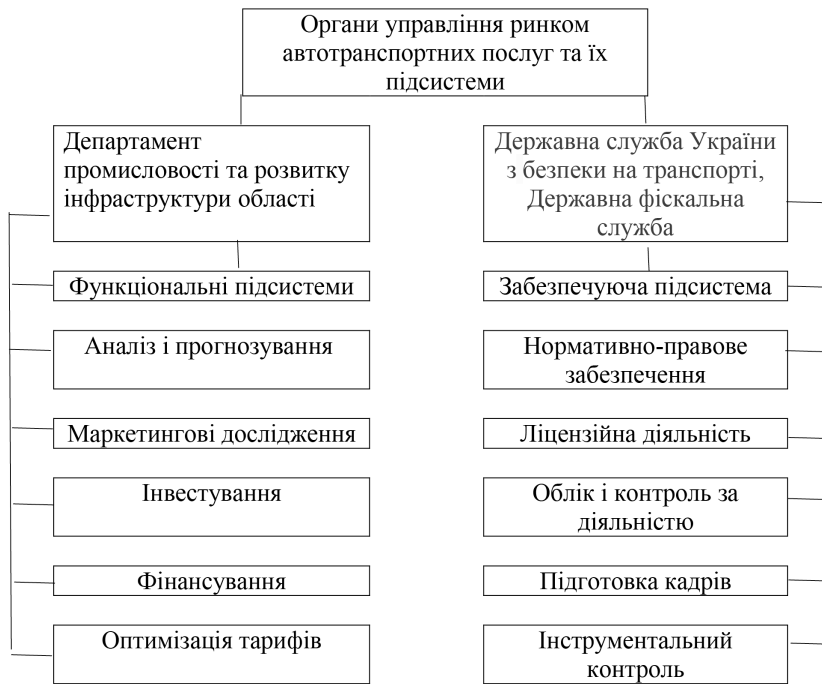 Органи управління ринком
автотранспортних послуг та їх
підсистеми
Департамент
промисловості та розвитку
інфраструктури області
Державна служба України
з безпеки на транспорті,
Державна фіскальна
служба
Функціональні підсистеми
Забезпечуюча підсистема
Аналіз і прогнозування
Нормативно-правове
забезпечення
Маркетингові дослідження
Ліцензійна діяльність
Інвестування
Облік і контроль за
діяльністю
Фінансування
Підготовка кадрів
Оптимізація тарифів
Інструментальний
контроль